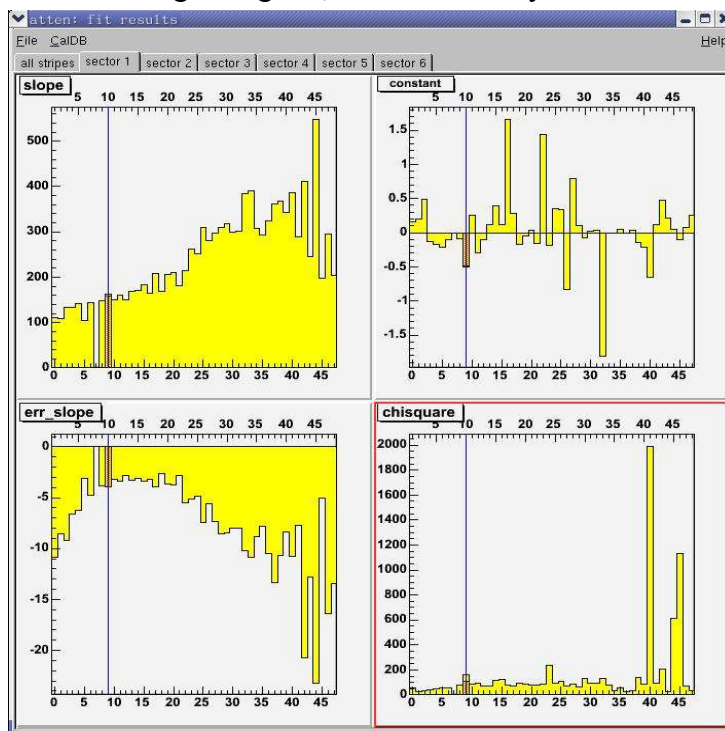 atten: fit results
File CalDB Help
all stripes sector 1 sector 2 sector 3 sector 4 sector 5 sector 6
slope
5 10 15 20 25 30 35 40 45
500
400
300
200
100
0
0 5 10 15 20 25 30 35 40 45
constant
5 10 15 20 25 30 35 40 45
1.5
1
0.5
0
-0.5
-1
-1.5
0 5 10 15 20 25 30 35 40 45
err_slope
5 10 15 20 25 30 35 40 45
0
-5
-10
-15
-20
0 5 10 15 20 25 30 35 40 45
chisquare
5 10 15 20 25 30 35 40 45
2000
1800
1600
1400
1200
1000
800
600
400
200
0
0 5 10 15 20 25 30 35 40 45